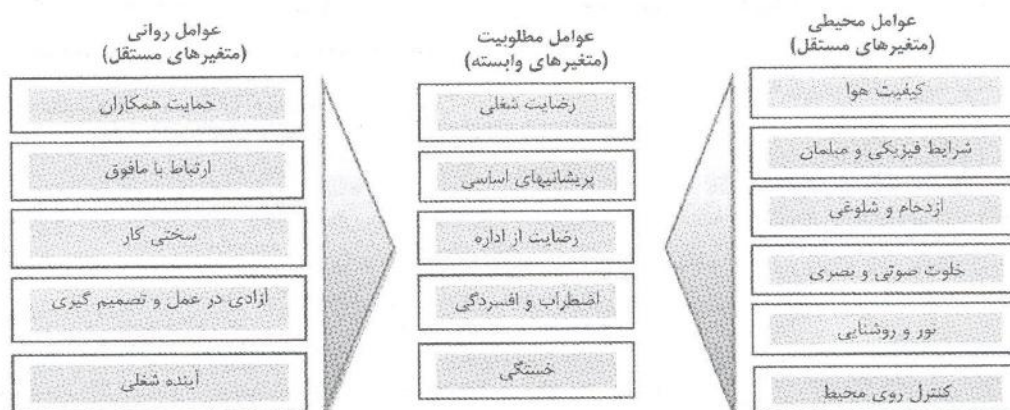 عوامل محیطی
(متغیرهای مستقل)
کیفیت هوا
شرایط فیزیکی و مبلمان
ازدحام و شلوغی
خلوت صوتی و بصری
نور و روشنایی
کنترل روی محیط
عوامل مطلوبیت
(متغیرهای وابسته)
رضایت شغلی
پریشانیهای اساسی
رضایت از اداره
اضطراب و افسردگی
خستگی
عوامل روانی
(متغیرهای مستقل)
حمایت همکاران
ارتباط با مافوق
سختی کار
آزادی در عمل و تصمیم گیری
آینده شغلی